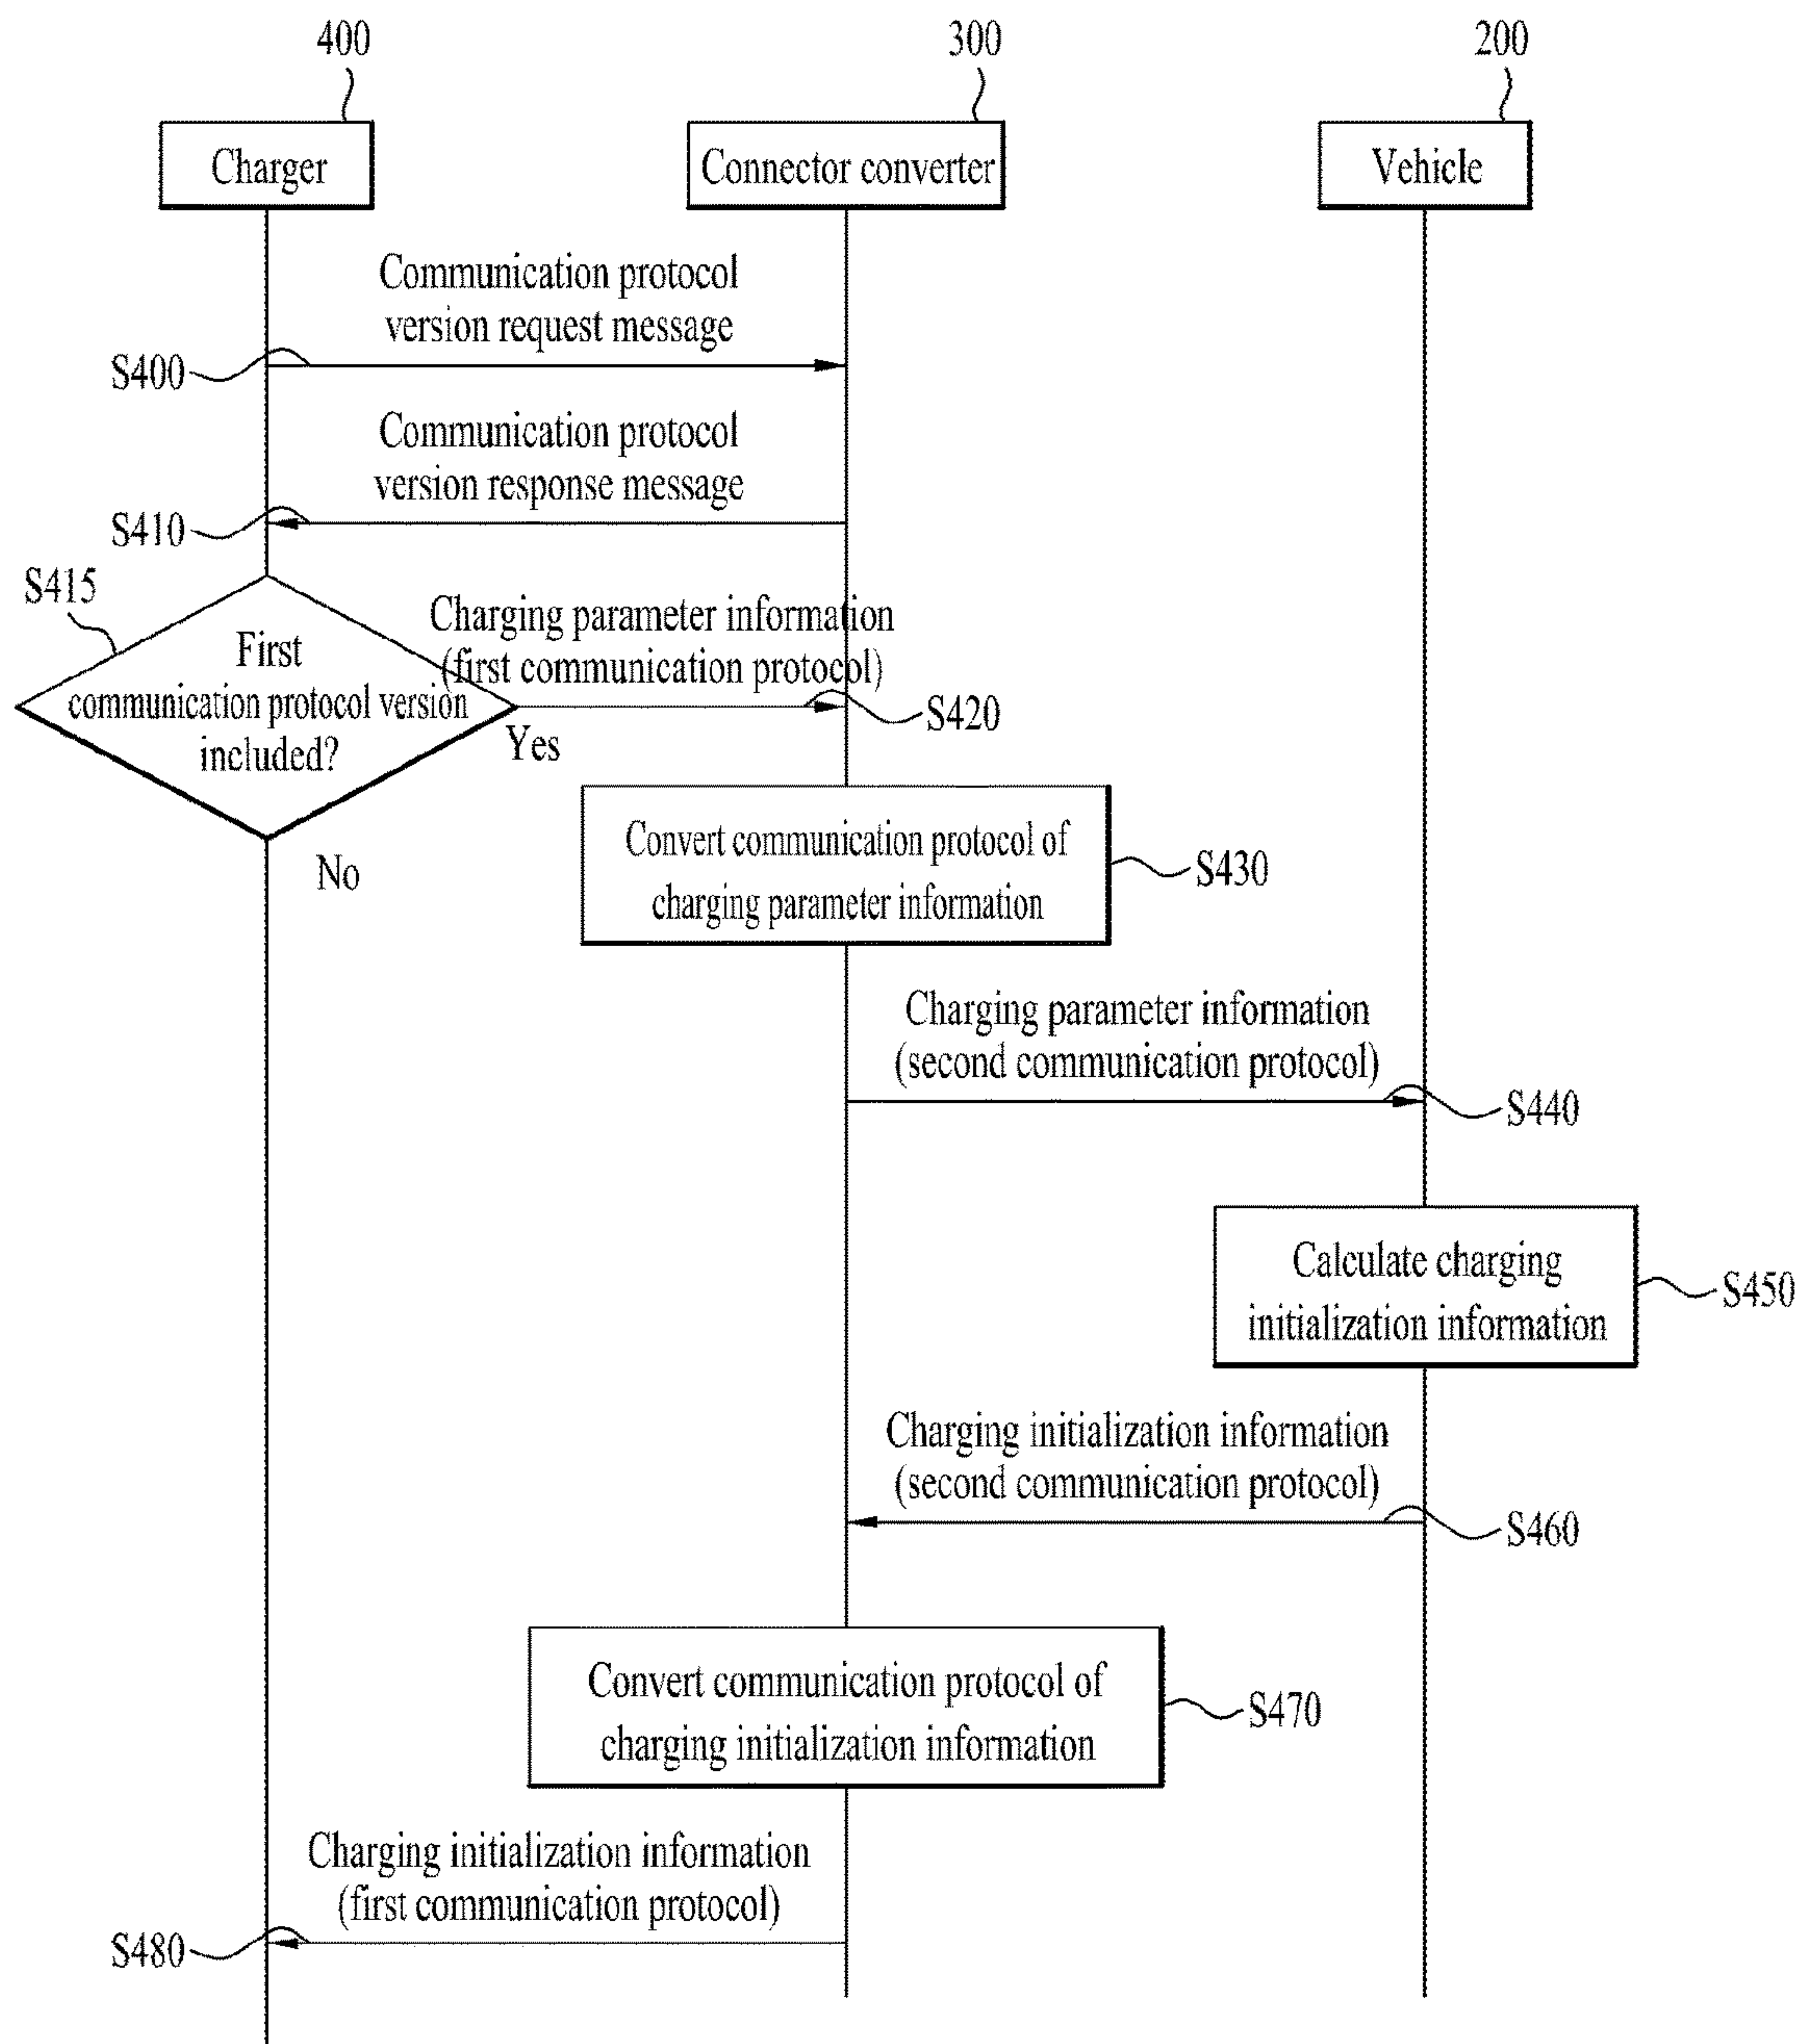 400
300
200
Charger
Connector converter
Vehicle
Communication protocol
version request message
S400
Communication protocol
version response message
S410
S415
First
communication protocol version
included?
Charging parameter information
(first communication protocol)
S420
Yes
No
Convert communication protocol of
charging parameter information
S430
Charging parameter information
(second communication protocol)
S440
Calculate charging
initialization information
S450
Charging initialization information
(second communication protocol)
S460
Convert communication protocol of
charging initialization information
S470
Charging initialization information
(first communication protocol)
S480